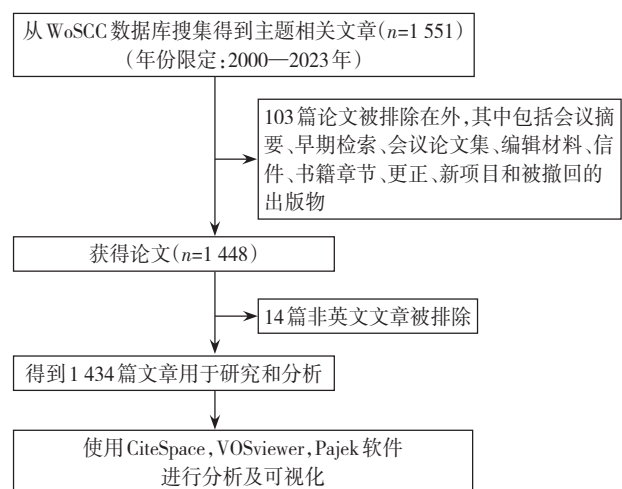 从WoSCC数据库搜集得到主题相关文章(n=1 551)
(年份限定:2000—2023年)
103篇论文被排除在外,其中包括会议摘
要、早期检索、会议论文集、编辑材料、信
件、书籍章节、更正、新项目和被撤回的
出版物
获得论文(n=1 448)
14篇非英文文章被排除
得到1 434篇文章用于研究和分析
使用CiteSpace,VOSviewer,Pajek软件
进行分析及可视化